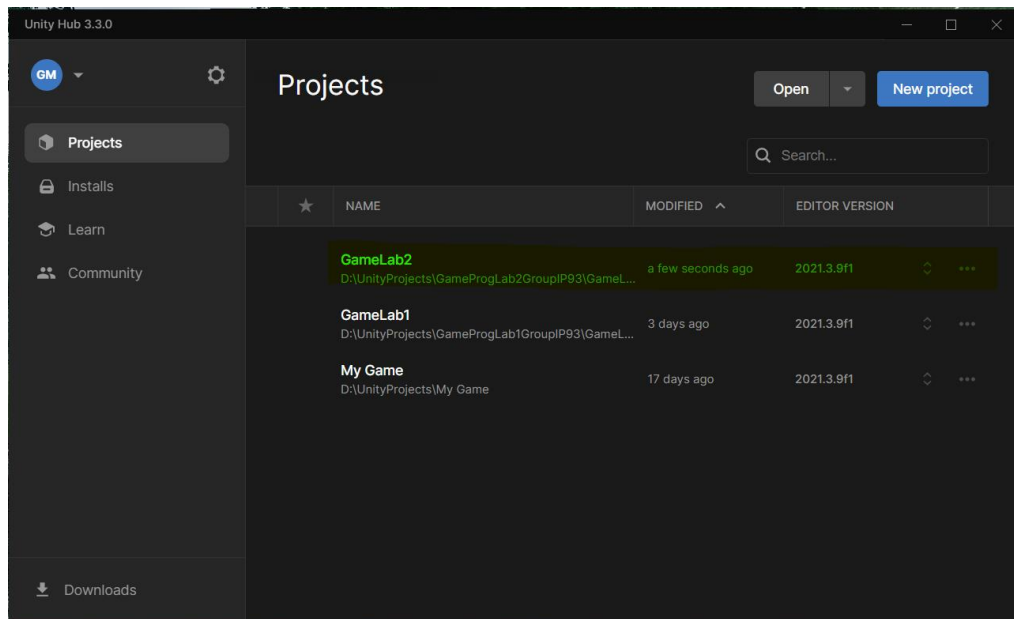 Unity Hub 3.3.0
GM
Projects
Open
New project
Projects
Search...
Installs
NAME
MODIFIED
EDITOR VERSION
Learn
Community
GameLab2
D:\UnityProjects\GameProgLab2GroupIP93\GameL...
a few seconds ago
2021.3.9f1
GameLab1
D:\UnityProjects\GameProgLab1GroupIP93\GameL...
3 days ago
2021.3.9f1
My Game
D:\UnityProjects\My Game
17 days ago
2021.3.9f1
Downloads